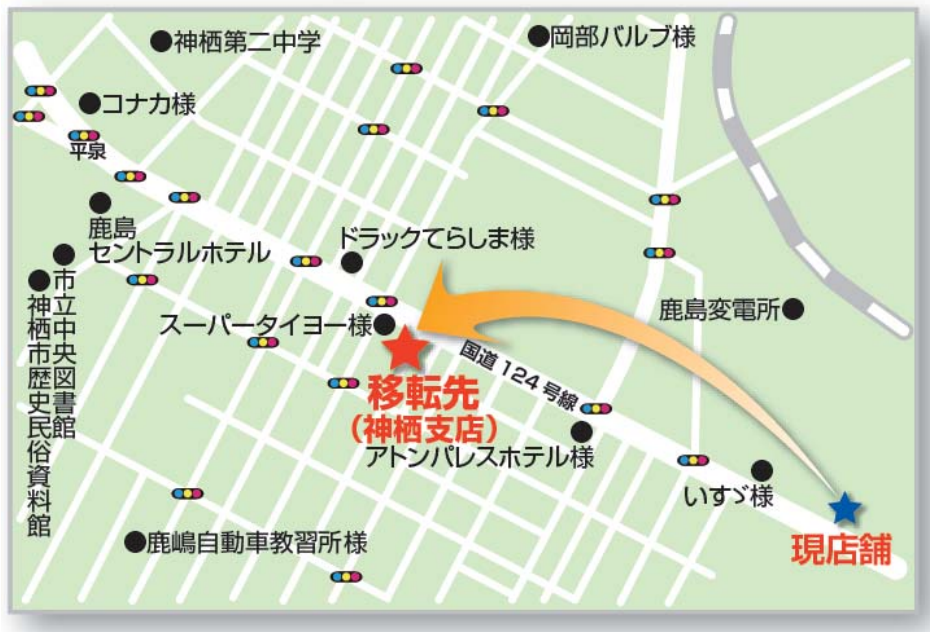 神栖第二中学
岡部バルブ様
コナカ様
平泉
鹿島
セントラルホテル
ドラックてらしま様
市立中央図書館
神栖市歴史民俗資料館
スーパータイヨー様
鹿島変電所
国道124号線
移転先
(神栖支店)
アトンパレスホテル様
いすゞ様
現店舗
鹿嶋自動車教習所様